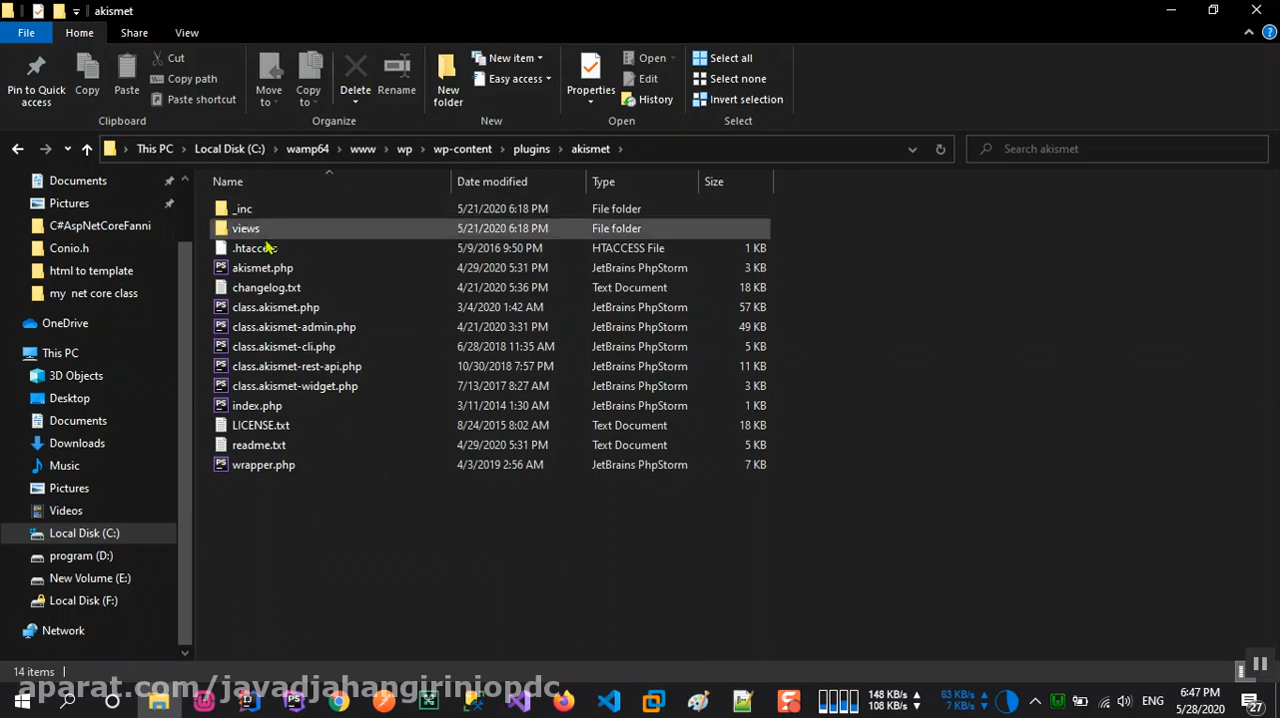 akismet
File Home Share View
Pin to Quick access
Copy
Paste
Cut
Copy path
Paste shortcut
Clipboard
Move to
Copy to
Delete
Rename
Organize
New folder
New item
Easy access
New
Properties
Open
Edit
History
Open
Select all
Select none
Invert selection
Select
This PC > Local Disk (C:) > wamp64 > www > wp > wp-content > plugins > akismet >
Search akismet
Documents
Pictures
C#AspNetCoreFanni
Conio.h
html to template
my net core class
OneDrive
This PC
3D Objects
Desktop
Documents
Downloads
Music
Pictures
Videos
Local Disk (C:)
program (D:)
New Volume (E:)
Local Disk (F:)
Network
Name Date modified Type Size
_inc 5/21/2020 6:18 PM File folder
views 5/21/2020 6:18 PM File folder
.htaccess 5/9/2016 9:50 PM HTACCESS File 1 KB
akismet.php 4/29/2020 5:31 PM JetBrains PhpStorm 3 KB
changelog.txt 4/21/2020 5:36 PM Text Document 18 KB
class.akismet.php 3/4/2020 1:42 AM JetBrains PhpStorm 57 KB
class.akismet-admin.php 4/21/2020 3:31 PM JetBrains PhpStorm 49 KB
class.akismet-cli.php 6/28/2018 11:35 AM JetBrains PhpStorm 5 KB
class.akismet-rest-api.php 10/30/2018 7:57 PM JetBrains PhpStorm 11 KB
class.akismet-widget.php 7/13/2017 8:27 AM JetBrains PhpStorm 3 KB
index.php 3/11/2014 1:30 AM JetBrains PhpStorm 1 KB
LICENSE.txt 8/24/2015 8:02 AM Text Document 18 KB
readme.txt 4/29/2020 5:31 PM Text Document 5 KB
wrapper.php 4/3/2019 2:56 AM JetBrains PhpStorm 7 KB
14 items
aparat.com/javadjahangiriniopdc
148 KB/s
108 KB/s
7 KB/s
ENG
6:47 PM
5/28/2020
27